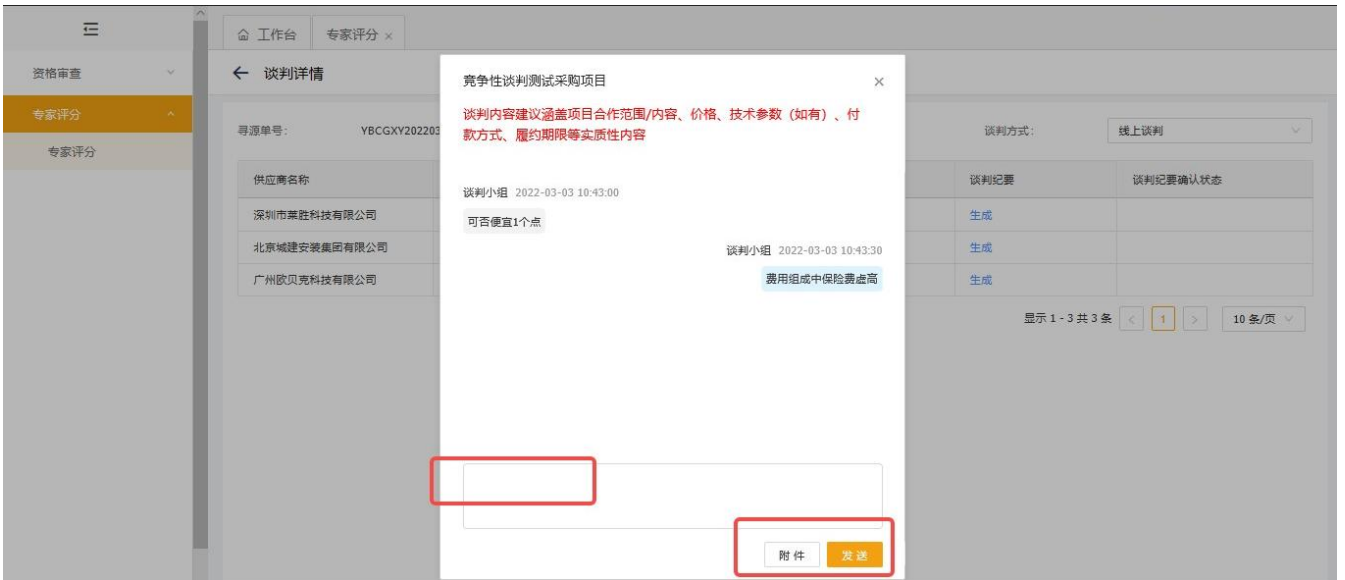 工作台 专家评分 ×
资格审查
谈判详情
专家评分
专家评分
竞争性谈判测试采购项目
谈判内容建议涵盖项目合作范围/内容、价格、技术参数（如有）、付
款方式、履约期限等实质性内容
寻源单号: YBCGXY202203
谈判方式: 线上谈判
供应商名称 谈判纪要 谈判纪要确认状态
深圳市莱胜科技有限公司 生成
北京城建安装集团有限公司 生成
广州欧贝克科技有限公司 生成
谈判小组 2022-03-03 10:43:00
可否便宜1个点
谈判小组 2022-03-03 10:43:30
费用组成中保险费虚高
显示 1 - 3 共 3 条 < 1 > 10 条/页
附件 发送